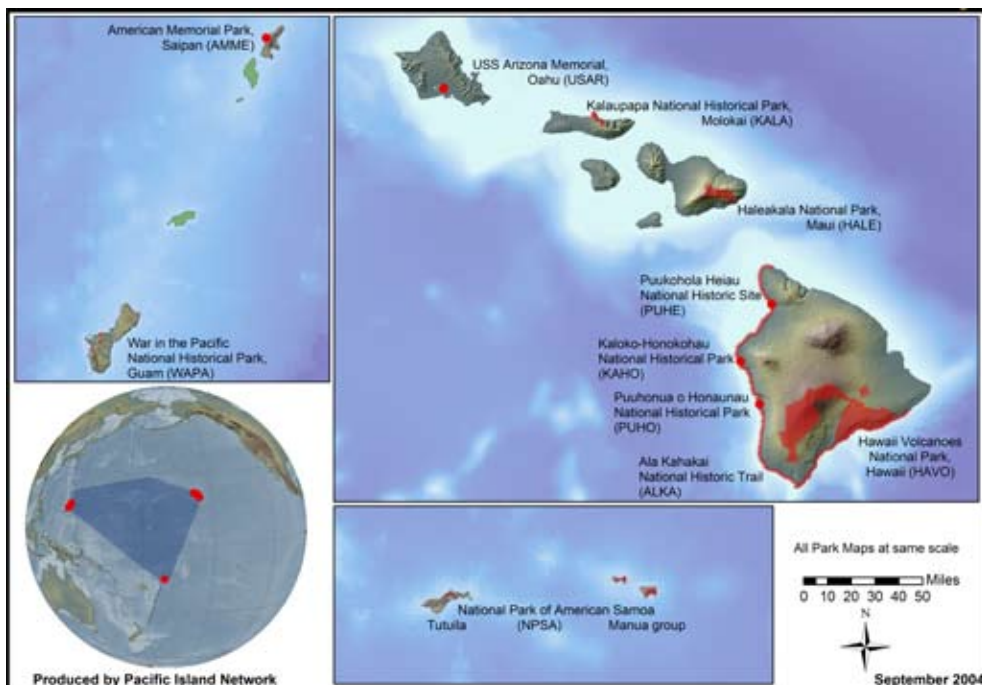 American Memorial Park,
Saipan (AMME)
War in the Pacific
National Historical Park,
Guam (WAPA)
USS Arizona Memorial,
Oahu (USAR)
Kalaupapa National Historical Park,
Molokai (KALA)
Haleakala National Park,
Maui (HALE)
Puukohola Heiau
National Historic Site
(PUHE)
Kaloko-Honokohau
National Historical Park
(KAHO)
Puuhonua o Honaunau
National Historical Park
(PUHO)
Ala Kahakai
National Historic Trail
(ALKA)
Hawaii Volcanoes
National Park,
Hawaii (HAVO)
National Park of American Samoa
Tutuila (NPSA) Manua group
All Park Maps at same scale
Miles
0 10 20 30 40 50
N
Produced by Pacific Island Network
September 2004